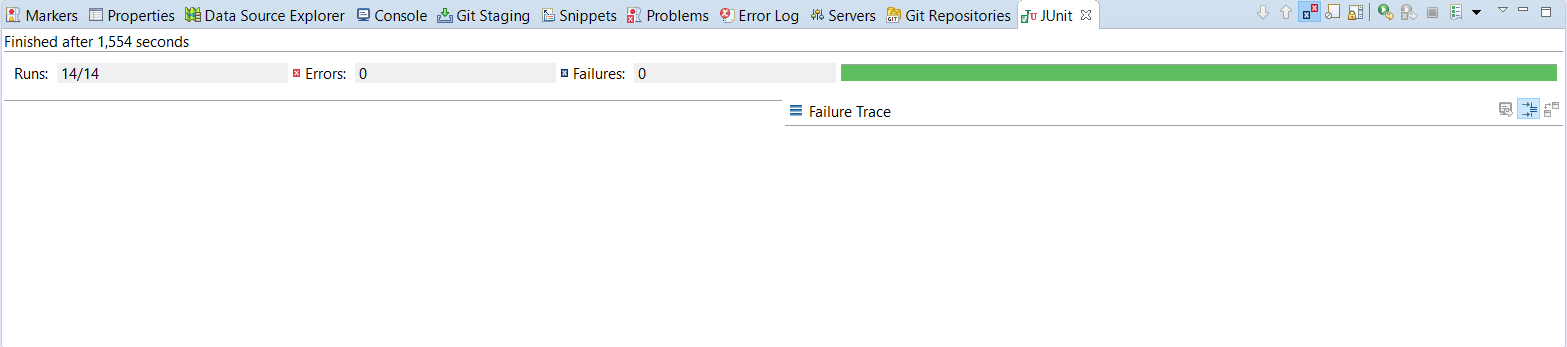 Markers Properties Data Source Explorer Console Git Staging Snippets Problems Error Log Servers Git Repositories JUnit
Finished after 1,554 seconds
Runs: 14/14 Errors: 0 Failures: 0
Failure Trace